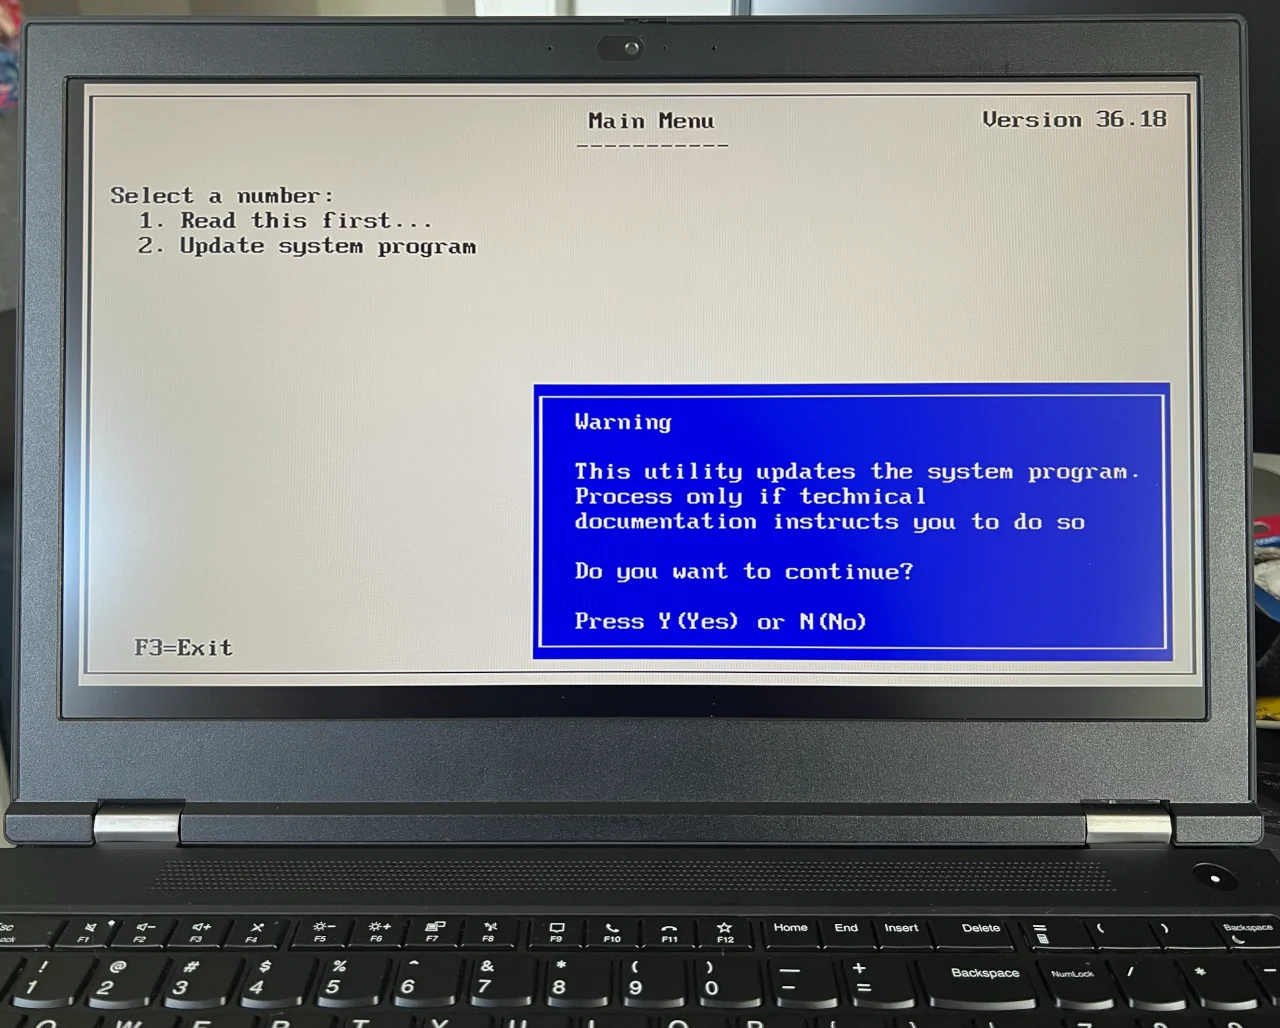 Main Menu
Version 36.18
-----------
Select a number:
1. Read this first...
2. Update system program
Warning
This utility updates the system program.
Process only if technical
documentation instructs you to do so
Do you want to continue?
Press Y(Yes) or N(No)
F3=Exit
F1 F2 F3 F4 F5 F6 F7 F8 F9 F10 F11 F12 Home End Insert Delete ( ) Backspace
! @ # $ % ^ & * ( ) — +
1 2 3 4 5 6 7 8 9 0 - = Backspace NumLock / * -